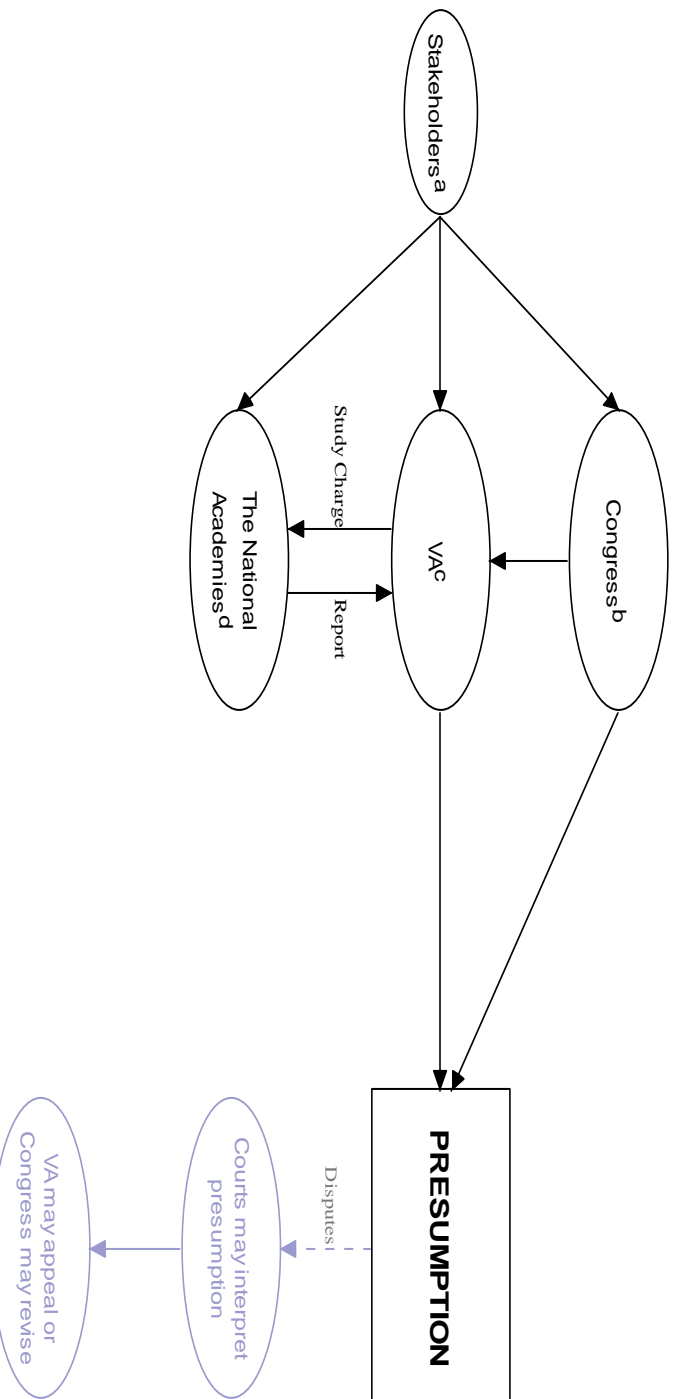 Stakeholdersa
Congressb
VAc
Study Charge
Report
The National
Academiesd
PRESUMPTION
Disputes
Courts may interpret
presumption
VA may appeal or
Congress may revise